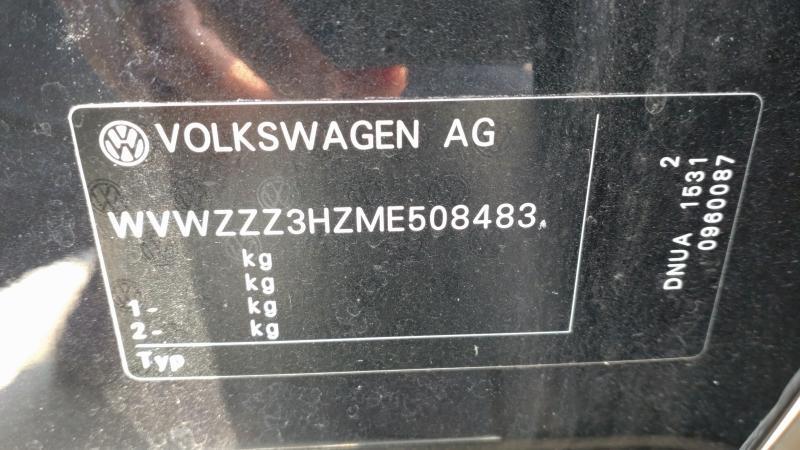 VOLKSWAGEN AG
WVWZZZ3HZME508483
kg
kg
1- kg
2- kg
Typ
2
DNUA 1531
0960087